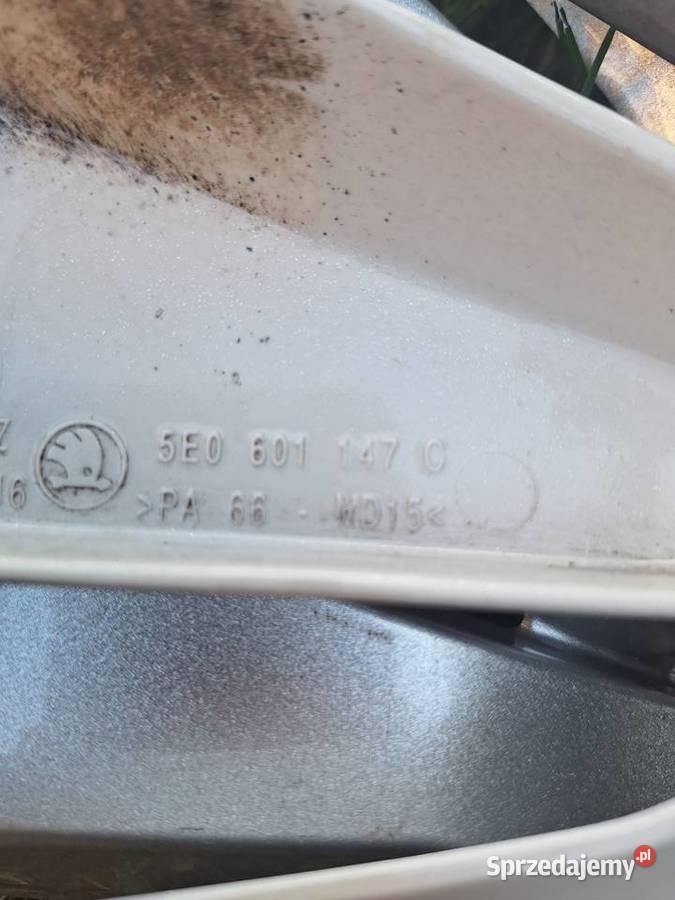 5E0 601 147 C
>PA 66 - MD15<
Sprzedajemy.pl